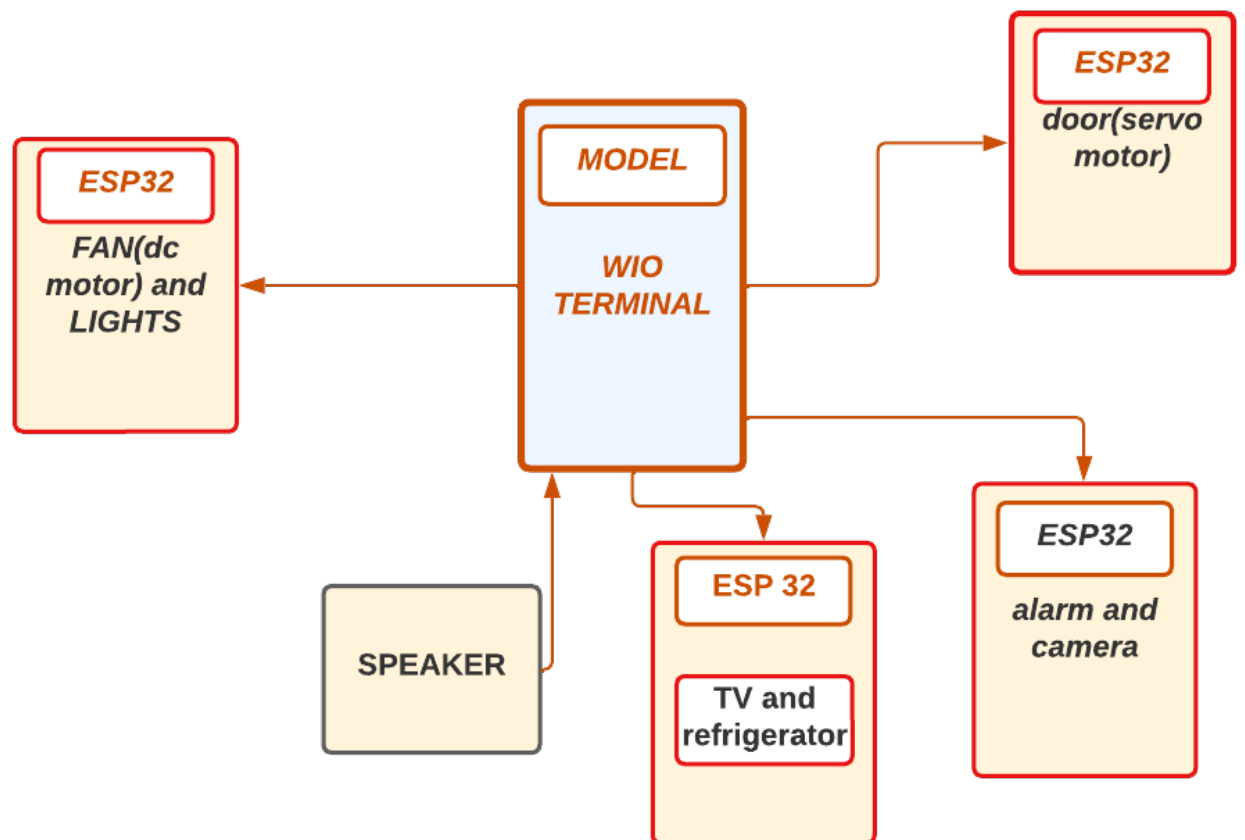 ESP32
FAN(dc
motor) and
LIGHTS
MODEL
WIO
TERMINAL
ESP32
door(servo
motor)
SPEAKER
ESP 32
TV and
refrigerator
ESP32
alarm and
camera